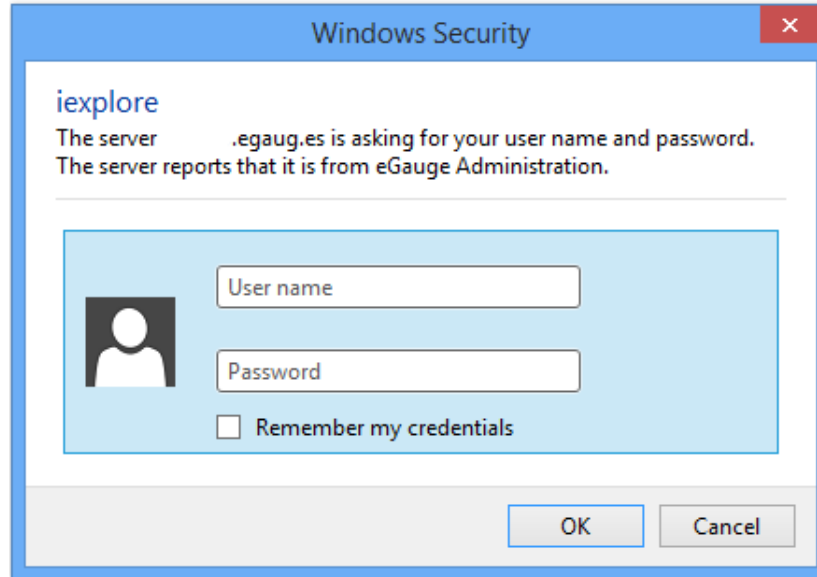 Windows Security
iexplore
The server .egaug.es is asking for your user name and password.
The server reports that it is from eGauge Administration.
User name
Password
Remember my credentials
OK Cancel